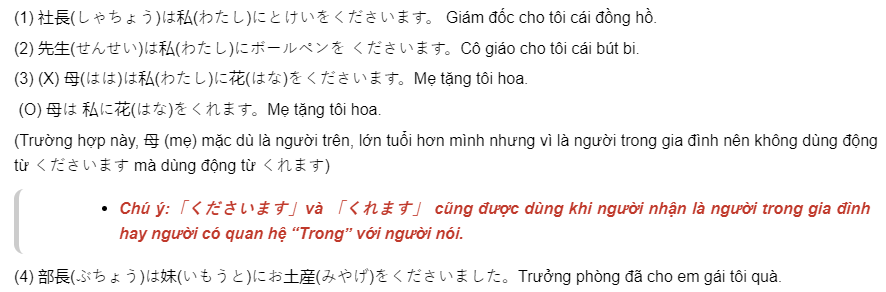 (1) 社長(しゃちょう)は私(わたし)にとけいをくださいます。 Giám đốc cho tôi cái đồng hồ.
(2) 先生(せんせい)は私(わたし)にボールペンを くださいます。Cô giáo cho tôi cái bút bi.
(3) (X) 母(はは)は私(わたし)に花(はな)をくださいます。Mẹ tặng tôi hoa.
(O) 母は 私に花(はな)をくれます。Mẹ tặng tôi hoa.
(Trường hợp này, 母 (mẹ) mặc dù là người trên, lớn tuổi hơn mình nhưng vì là người trong gia đình nên không dùng động
từ くださいます mà dùng động từ くれます)
• Chú ý:「くださいます」và 「くれます」 cũng được dùng khi người nhận là người trong gia đình
hay người có quan hệ “Trong” với người nói.
(4) 部長(ぶちょう)は妹(いもうと)にお土産(みやげ)をくださいました。Trưởng phòng đã cho em gái tôi quà.